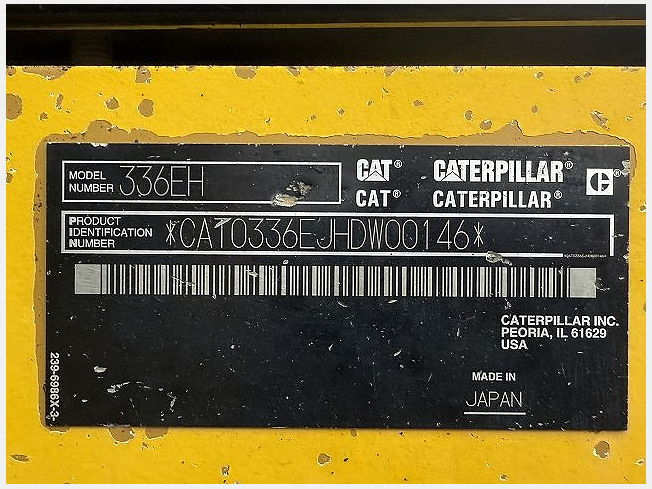 MODEL NUMBER 336EH
CAT® CATERPILLAR®
CAT® CATERPILLAR®
C®
PRODUCT IDENTIFICATION NUMBER *CAT0336EJHDW00146*
CATERPILLAR INC.
PEORIA, IL 61629
USA
MADE IN
JAPAN
239-6986X-3